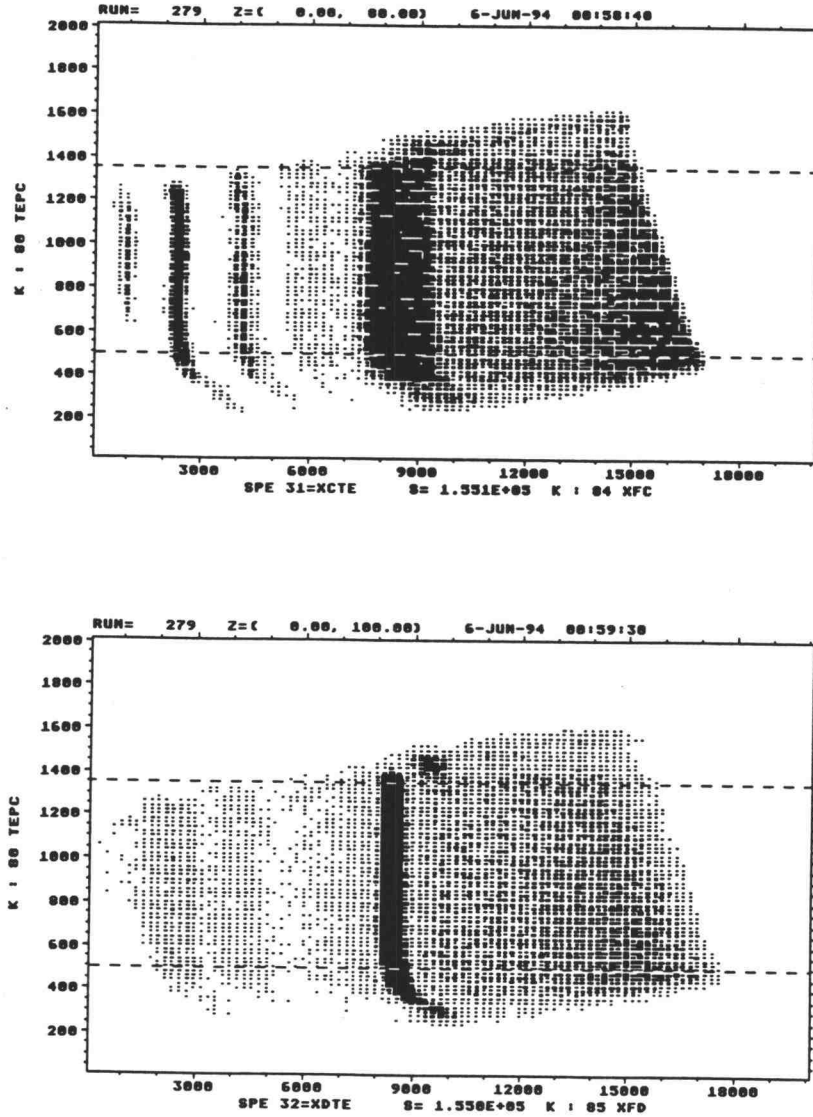 RUN= 279 Z=( 0.00, 80.00) 6-JUN-94 00:58:40
2000
1800
1600
1400
1200
1000
800
600
400
200
K : 80 TEPC
3000 6000 9000 12000 15000 18000
SPE 31=XCTE S= 1.551E+05 K : 84 XFC
RUN= 279 Z=( 0.00, 100.00) 6-JUN-94 00:59:30
2000
1800
1600
1400
1200
1000
800
600
400
200
K : 80 TEPC
3000 6000 9000 12000 15000 18000
SPE 32=XDTE S= 1.550E+05 K : 85 XFD